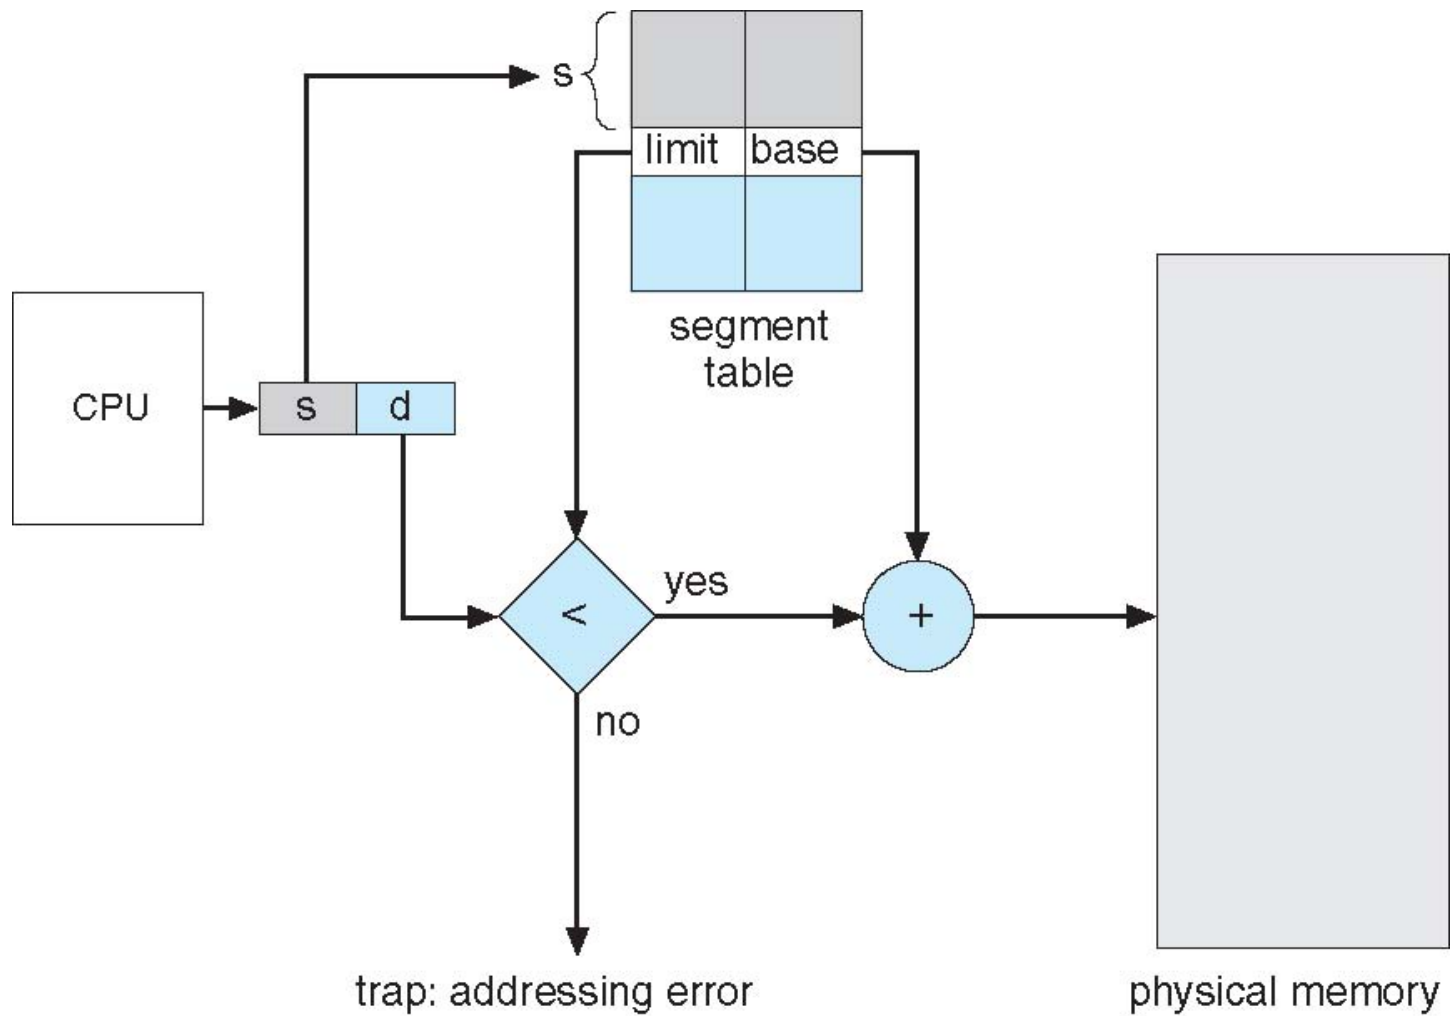 s
limit base
segment
table
CPU
s d
<
yes
+
no
trap: addressing error
physical memory